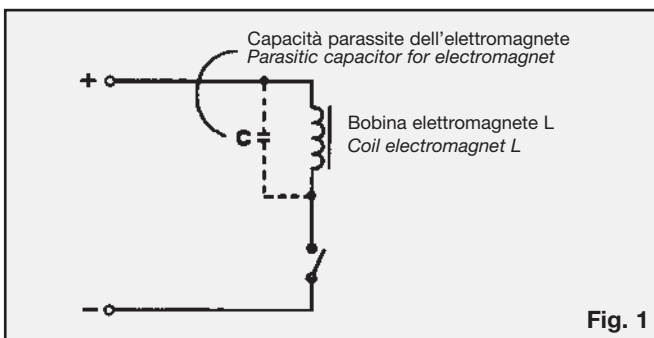 Capacità parassite dell'elettromagnete
Parasitic capacitor for electromagnet
+
C
Bobina elettromagnete L
Coil electromagnet L
–
Fig. 1